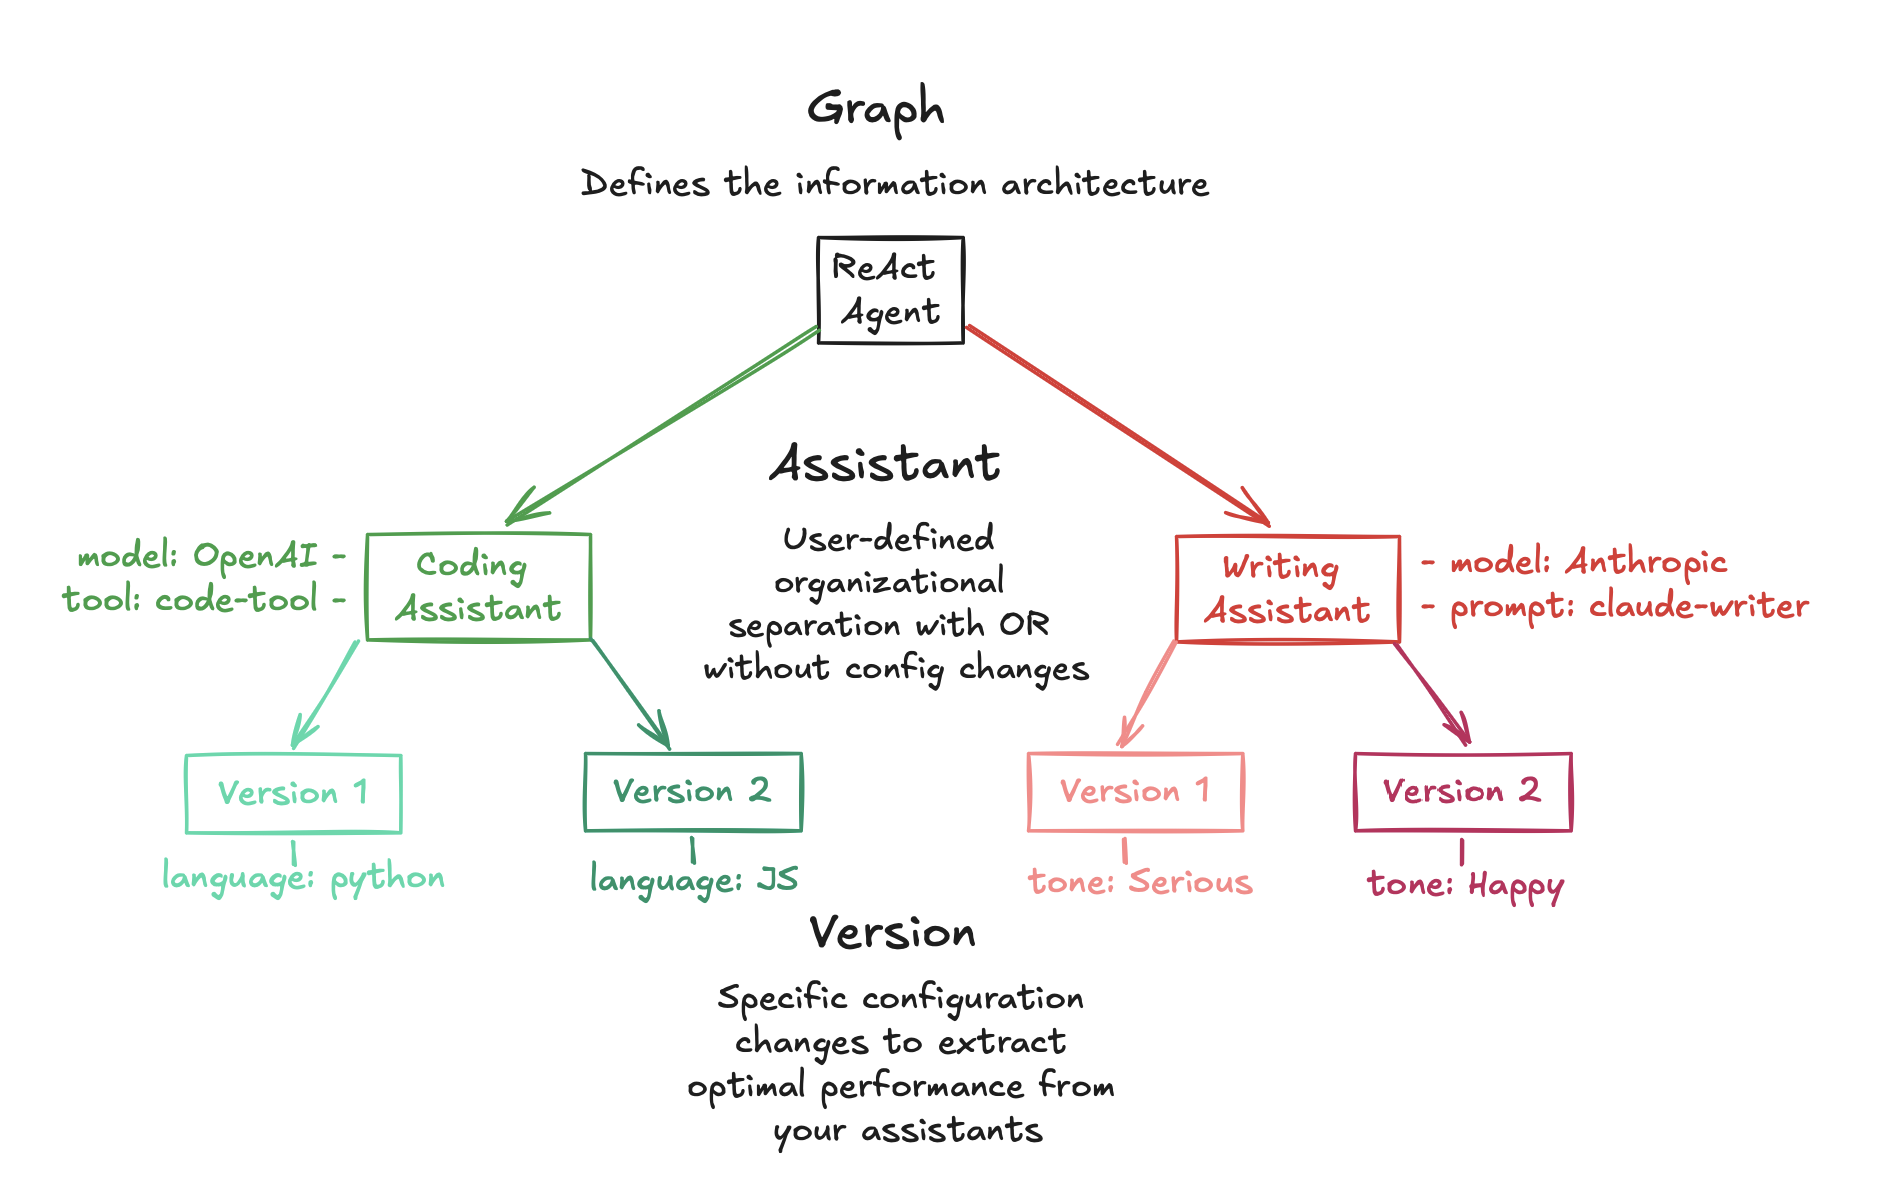 Graph
Defines the information architecture
ReAct
Agent
Assistant
User-defined
organizational
separation with OR
without config changes
model: OpenAI -
tool: code-tool -
Coding
Assistant
Writing
Assistant
- model: Anthropic
- prompt: claude-writer
Version 1
Version 2
Version 1
Version 2
language: python
language: JS
tone: Serious
tone: Happy
Version
Specific configuration
changes to extract
optimal performance from
your assistants